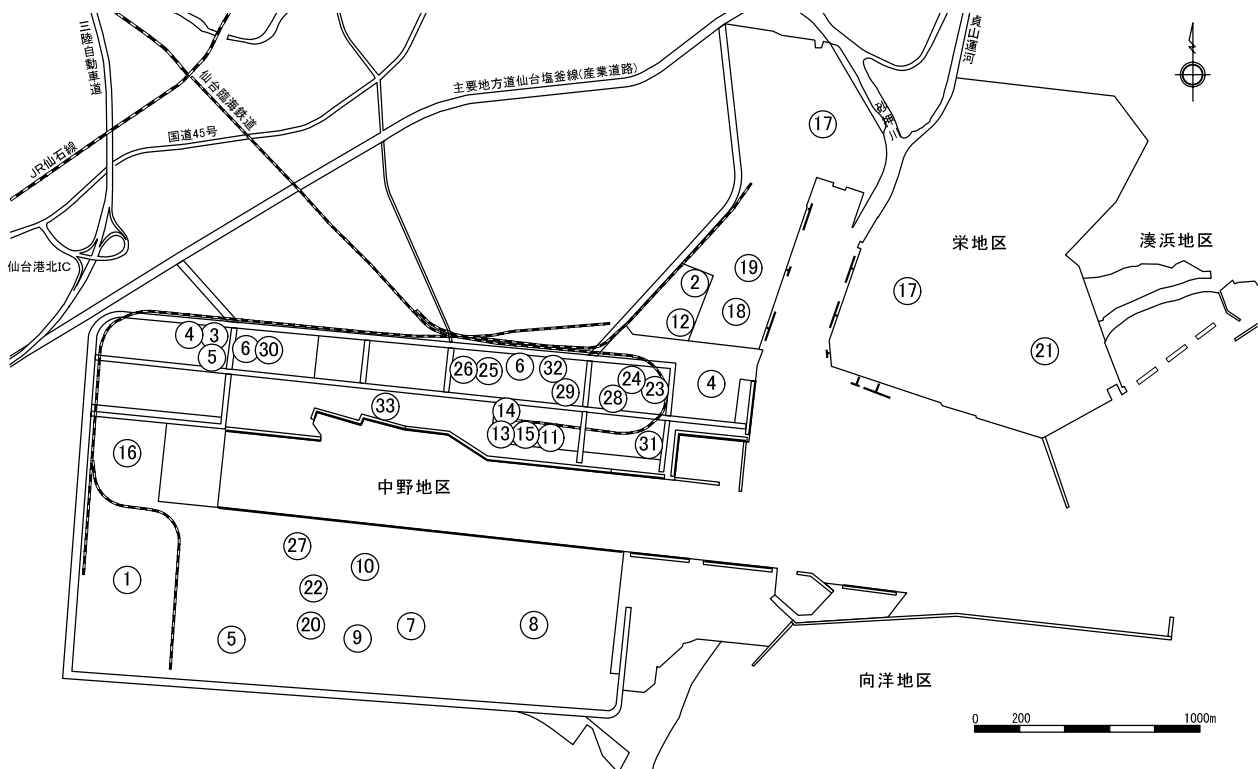 三陸自動車道
仙台臨海鉄道
主要地方道仙台塩釜線(産業道路)
貞山運河
砂押川
国道45号
JR仙石線
仙台港北IC
⑰
栄地区
湊浜地区
②
⑲
⑰
⑫
⑱
④
③
⑤
⑥
㉚
㉖
㉕
⑥
㉜
㉙
㉔
㉓
㉘
④
㉑
㉝
⑭
⑬
⑮
⑪
㉛
⑯
中野地区
①
㉗
⑩
㉒
⑳
⑤
⑨
⑦
⑧
向洋地区
0 200 1000m